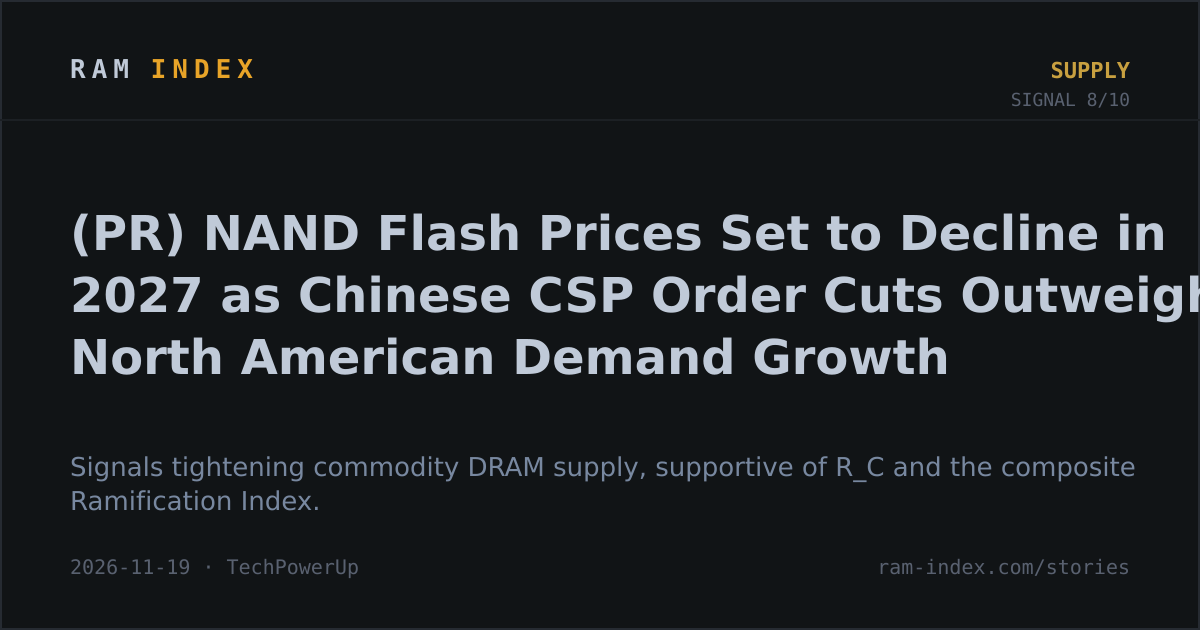 RAM INDEX
SUPPLY
SIGNAL 8/10
(PR) NAND Flash Prices Set to Decline in
2027 as Chinese CSP Order Cuts Outweigh
North American Demand Growth
Signals tightening commodity DRAM supply, supportive of R_C and the composite
Ramification Index.
2026-11-19 · TechPowerUp
ram-index.com/stories